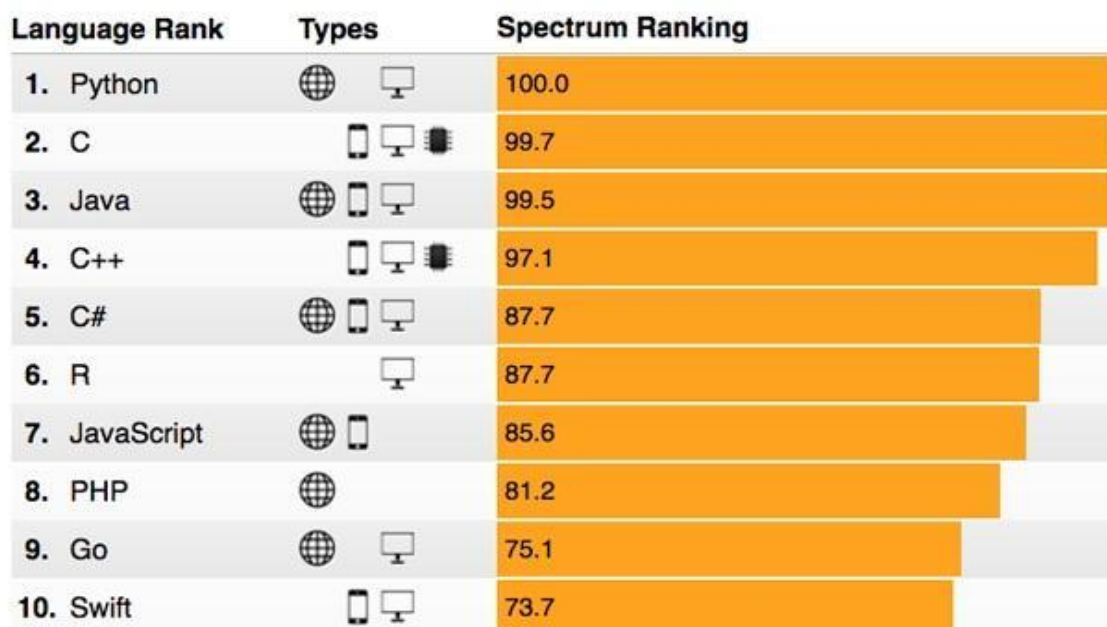 Language Rank Types Spectrum Ranking
1. Python 100.0
2. C 99.7
3. Java 99.5
4. C++ 97.1
5. C# 87.7
6. R 87.7
7. JavaScript 85.6
8. PHP 81.2
9. Go 75.1
10. Swift 73.7